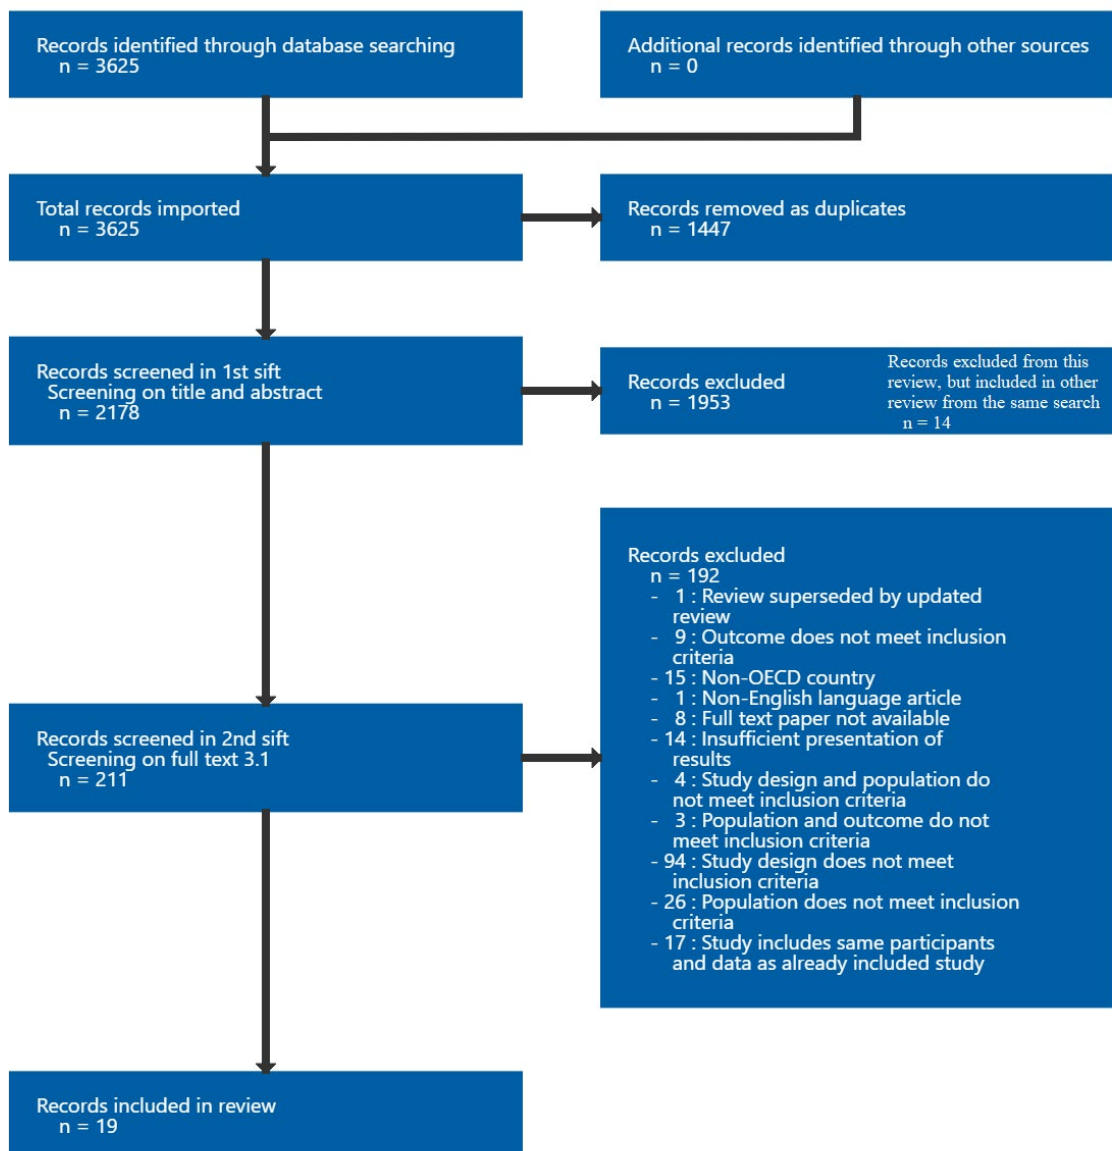 Records identified through database searching
n = 3625
Additional records identified through other sources
n = 0
Total records imported
n = 3625
Records removed as duplicates
n = 1447
Records screened in 1st sift
Screening on title and abstract
n = 2178
Records excluded
n = 1953
Records excluded from this
review, but included in other
review from the same search
n = 14
Records screened in 2nd sift
Screening on full text 3.1
n = 211
Records excluded
n = 192
- 1 : Review superseded by updated
review
- 9 : Outcome does not meet inclusion
criteria
- 15 : Non-OECD country
- 1 : Non-English language article
- 8 : Full text paper not available
- 14 : Insufficient presentation of
results
- 4 : Study design and population do
not meet inclusion criteria
- 3 : Population and outcome do not
meet inclusion criteria
- 94 : Study design does not meet
inclusion criteria
- 26 : Population does not meet inclusion
criteria
- 17 : Study includes same participants
and data as already included study
Records included in review
n = 19